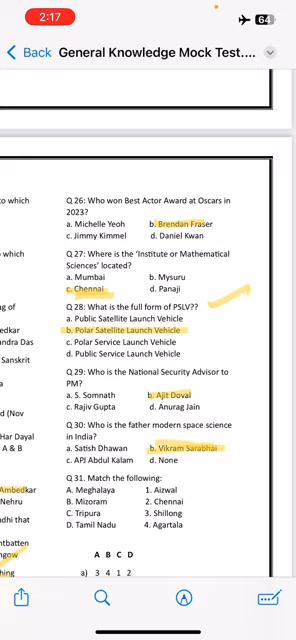 2:17
64
Back General Knowledge Mock Test....
to which
which
ng of
edkar
ndra Das
Sanskrit
d (Nov
Har Dayal
A & B
Ambedkar
Nehru
ndhi that
ntbatten
ngow
hing
Q 26: Who won Best Actor Award at Oscars in
2023?
a. Michelle Yeoh b. Brendan Fraser
c. Jimmy Kimmel d. Daniel Kwan
Q 27: Where is the 'Institute or Mathematical
Sciences' located?
a. Mumbai b. Mysuru
c. Chennai d. Panaji
Q 28: What is the full form of PSLV??
a. Public Satellite Launch Vehicle
b. Polar Satellite Launch Vehicle
c. Polar Service Launch Vehicle
d. Public Service Launch Vehicle
Q 29: Who is the National Security Advisor to
PM?
a. S. Somnath b. Ajit Doval
c. Rajiv Gupta d. Anurag Jain
Q 30: Who is the father modern space science
in India?
a. Satish Dhawan b. Vikram Sarabhai
c. APJ Abdul Kalam d. None
Q 31. Match the following:
A. Meghalaya 1. Aizwal
B. Mizoram 2. Chennai
C. Tripura 3. Shillong
D. Tamil Nadu 4. Agartala
A B C D
a) 3 4 1 2